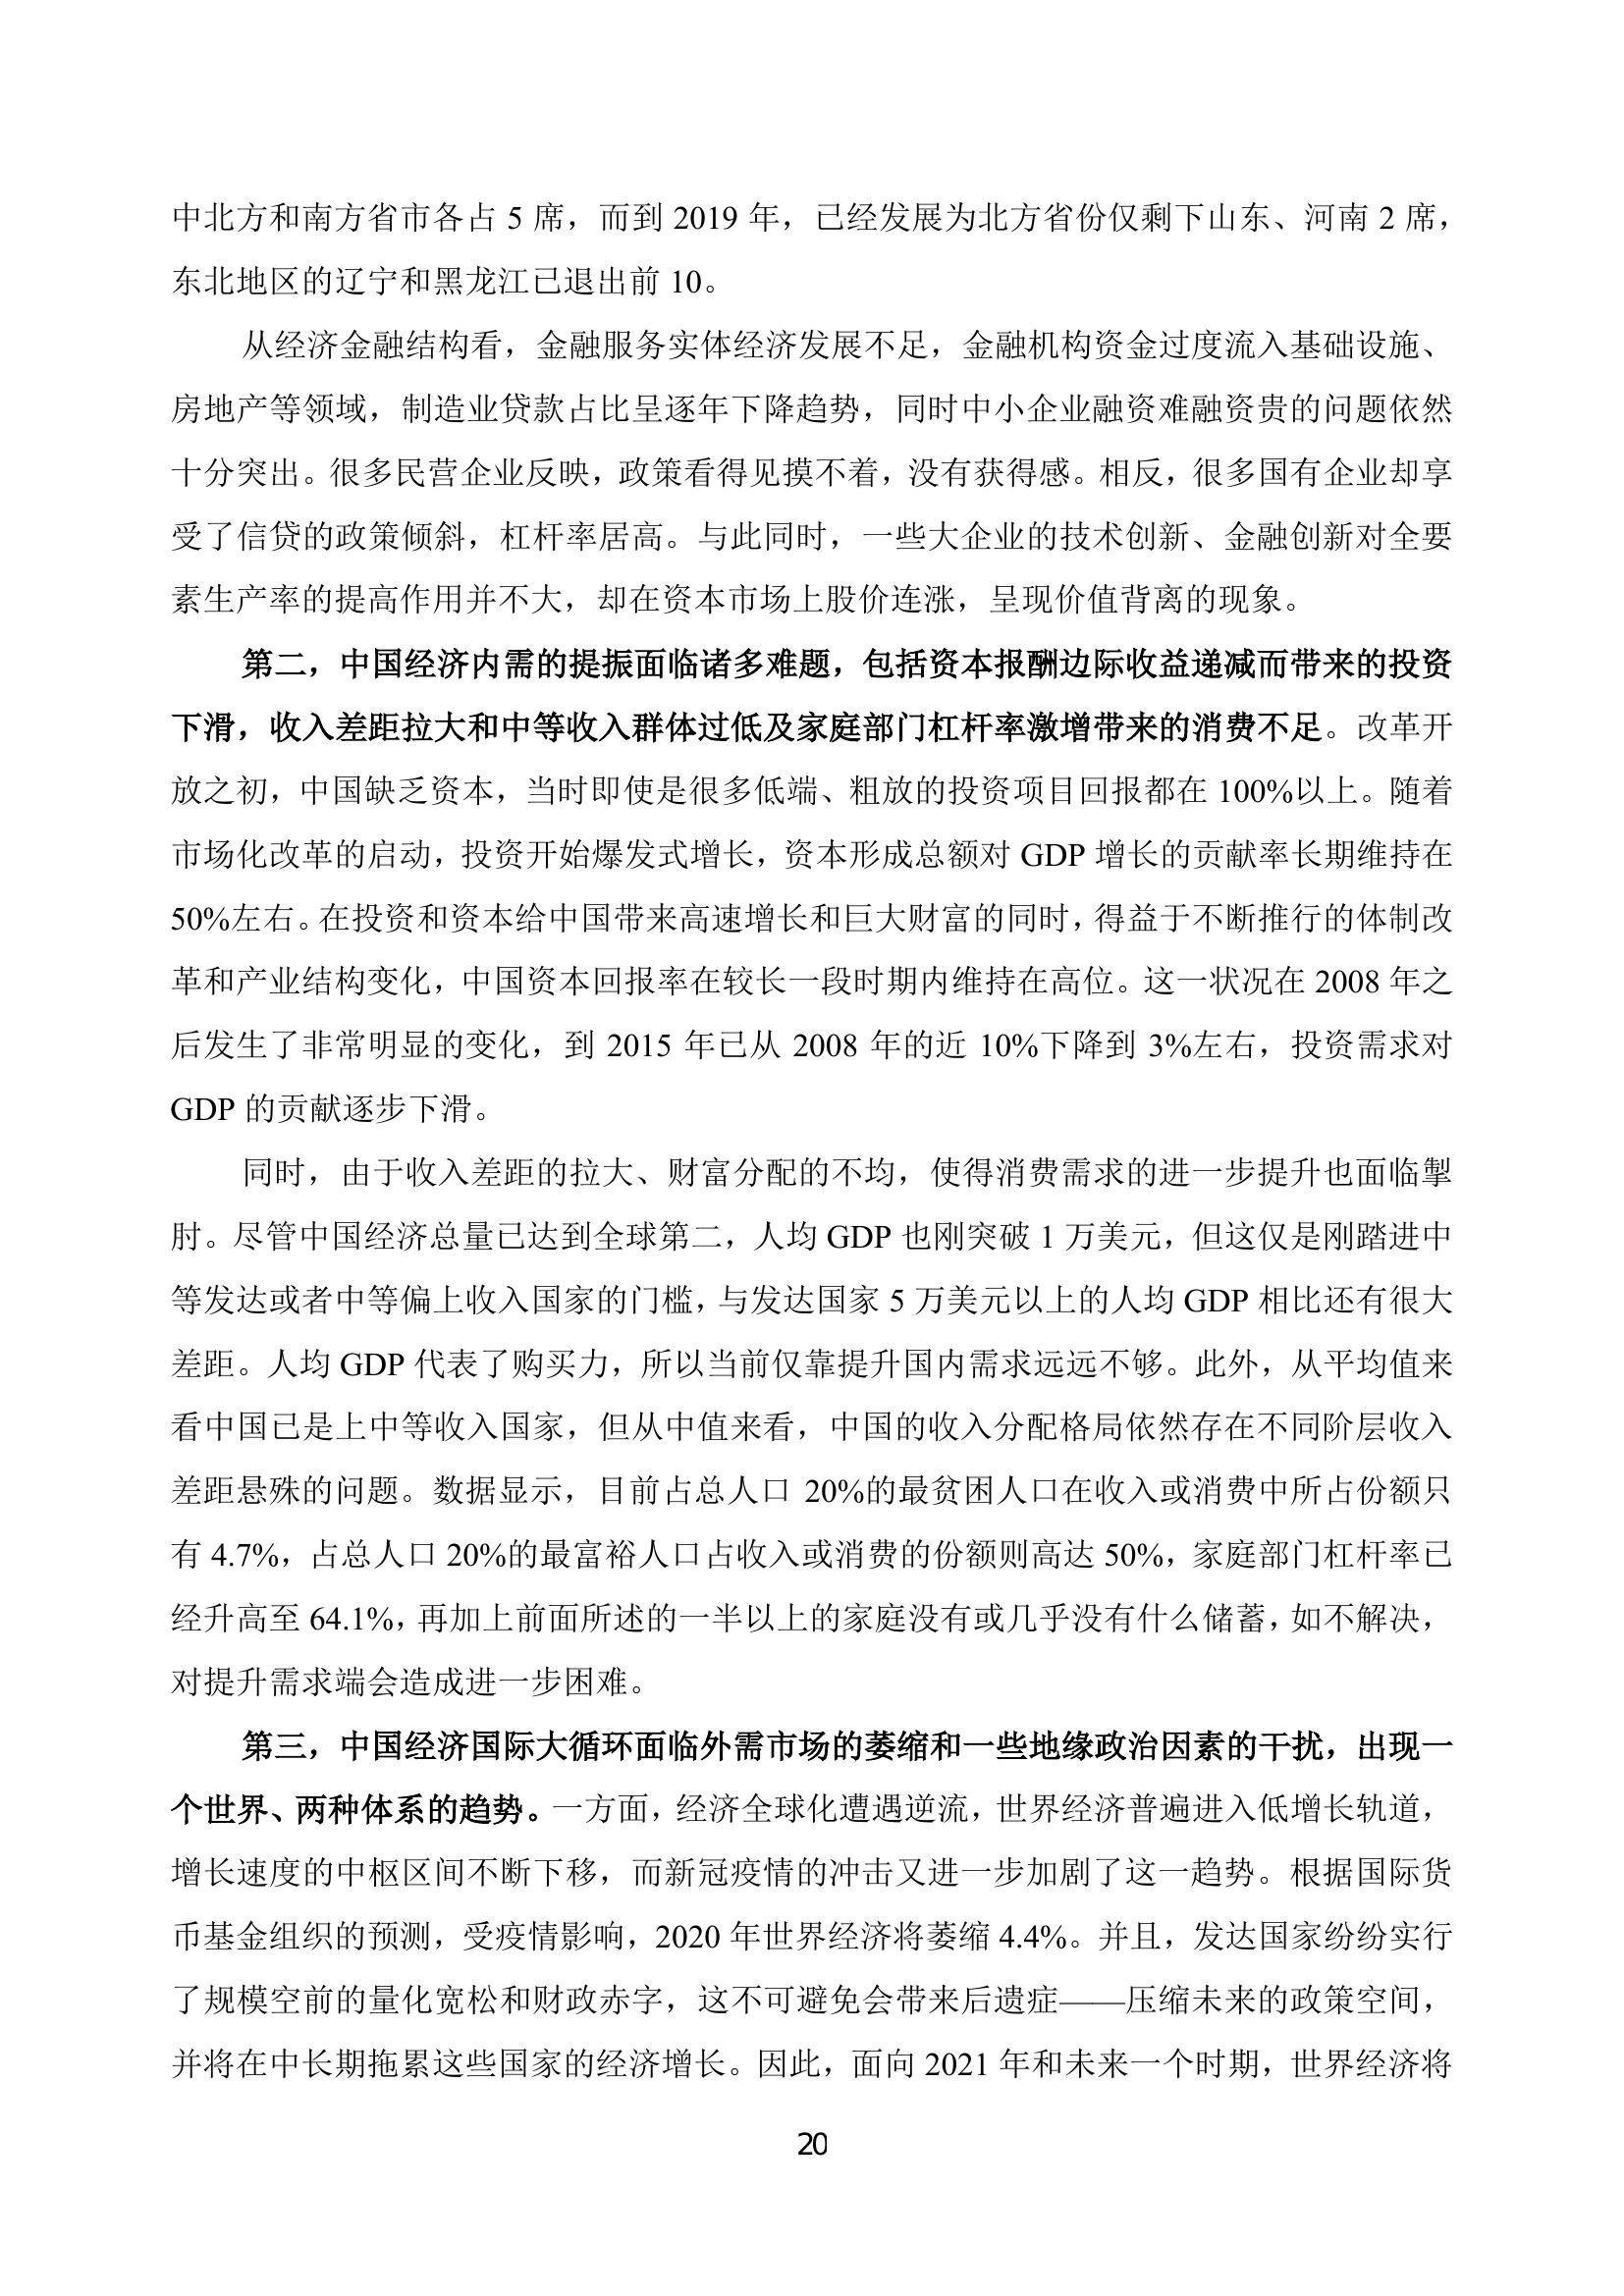 中北方和南方省市各占 5 席，而到 2019 年，已经发展为北方省份仅剩下山东、河南 2 席，
东北地区的辽宁和黑龙江已退出前 10。
从经济金融结构看，金融服务实体经济发展不足，金融机构资金过度流入基础设施、
房地产等领域，制造业贷款占比呈逐年下降趋势，同时中小企业融资难融资贵的问题依然
十分突出。很多民营企业反映，政策看得见摸不着，没有获得感。相反，很多国有企业却享
受了信贷的政策倾斜，杠杆率居高。与此同时，一些大企业的技术创新、金融创新对全要
素生产率的提高作用并不大，却在资本市场上股价连涨，呈现价值背离的现象。
第二，中国经济内需的提振面临诸多难题，包括资本报酬边际收益递减而带来的投资
下滑，收入差距拉大和中等收入群体过低及家庭部门杠杆率激增带来的消费不足。改革开
放之初，中国缺乏资本，当时即使是很多低端、粗放的投资项目回报都在 100%以上。随着
市场化改革的启动，投资开始爆发式增长，资本形成总额对 GDP 增长的贡献率长期维持在
50%左右。在投资和资本给中国带来高速增长和巨大财富的同时，得益于不断推行的体制改
革和产业结构变化，中国资本回报率在较长一段时期内维持在高位。这一状况在 2008 年之
后发生了非常明显的变化，到 2015 年已从 2008 年的近 10%下降到 3%左右，投资需求对
GDP 的贡献逐步下滑。
同时，由于收入差距的拉大、财富分配的不均，使得消费需求的进一步提升也面临掣
肘。尽管中国经济总量已达到全球第二，人均 GDP 也刚突破 1 万美元，但这仅是刚踏进中
等发达或者中等偏上收入国家的门槛，与发达国家 5 万美元以上的人均 GDP 相比还有很大
差距。人均 GDP 代表了购买力，所以当前仅靠提升国内需求远远不够。此外，从平均值来
看中国已是上中等收入国家，但从中值来看，中国的收入分配格局依然存在不同阶层收入
差距悬殊的问题。数据显示，目前占总人口 20%的最贫困人口在收入或消费中所占份额只
有 4.7%，占总人口 20%的最富裕人口占收入或消费的份额则高达 50%，家庭部门杠杆率已
经升高至 64.1%，再加上前面所述的一半以上的家庭没有或几乎没有什么储蓄，如不解决，
对提升需求端会造成进一步困难。
第三，中国经济国际大循环面临外需市场的萎缩和一些地缘政治因素的干扰，出现一
个世界、两种体系的趋势。一方面，经济全球化遭遇逆流，世界经济普遍进入低增长轨道，
增长速度的中枢区间不断下移，而新冠疫情的冲击又进一步加剧了这一趋势。根据国际货
币基金组织的预测，受疫情影响，2020 年世界经济将萎缩 4.4%。并且，发达国家纷纷实行
了规模空前的量化宽松和财政赤字，这不可避免会带来后遗症——压缩未来的政策空间，
并将在中长期拖累这些国家的经济增长。因此，面向 2021 年和未来一个时期，世界经济将
20